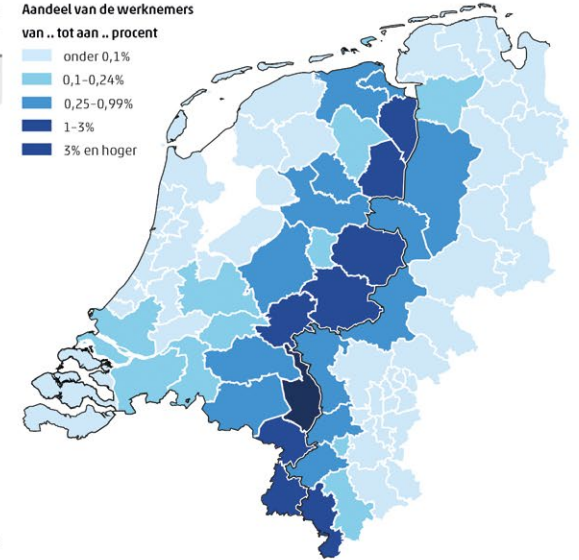 Aandeel van de werknemers
van .. tot aan .. procent
onder 0,1%
0,1-0,24%
0,25-0,99%
1-3%
3% en hoger